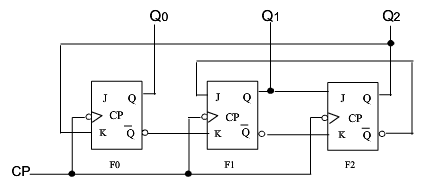 Q0 Q1 Q2
J Q J Q J Q
CP CP CP
K Q̅ K Q̅ K Q̅
CP F0 F1 F2